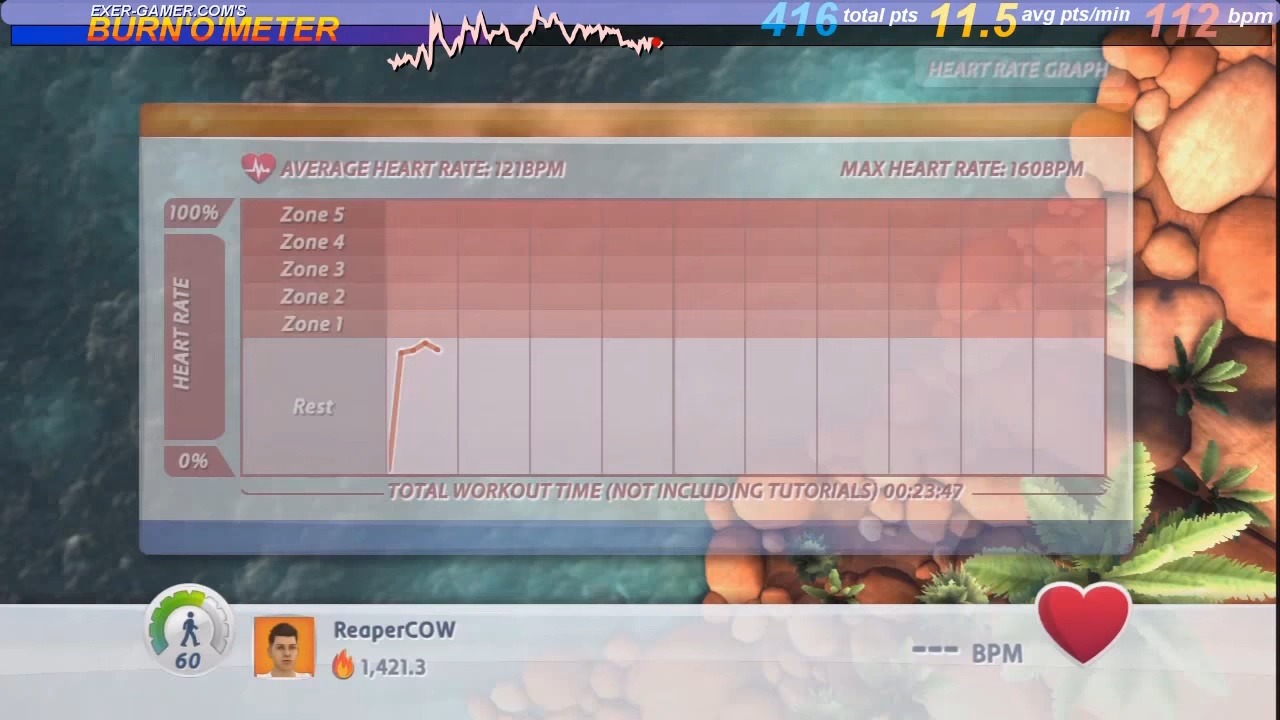 EXER-GAMER.COM'S
BURN'O'METER
416 total pts 11.5 avg pts/min 112 bpm
HEART RATE GRAPH
AVERAGE HEART RATE: 121BPM
MAX HEART RATE: 160BPM
100%
HEART RATE
0%
Zone 5
Zone 4
Zone 3
Zone 2
Zone 1
Rest
TOTAL WORKOUT TIME (NOT INCLUDING TUTORIALS) 00:23:47
60
ReaperCOW
1,421.3
--- BPM